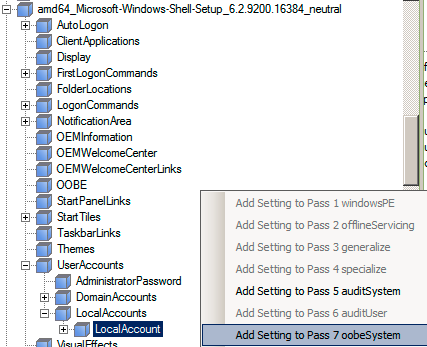 amd64_Microsoft-Windows-Shell-Setup_6.2.9200.16384_neutral
AutoLogon
ClientApplications
Display
FirstLogonCommands
FolderLocations
LogonCommands
NotificationArea
OEMInformation
OEMWelcomeCenter
OEMWelcomeCenterLinks
OOBE
StartPanelLinks
StartTiles
TaskbarLinks
Themes
UserAccounts
AdministratorPassword
DomainAccounts
LocalAccounts
LocalAccount
VisualEffects
Add Setting to Pass 1 windowsPE
Add Setting to Pass 2 offlineServicing
Add Setting to Pass 3 generalize
Add Setting to Pass 4 specialize
Add Setting to Pass 5 auditSystem
Add Setting to Pass 6 auditUser
Add Setting to Pass 7 oobeSystem